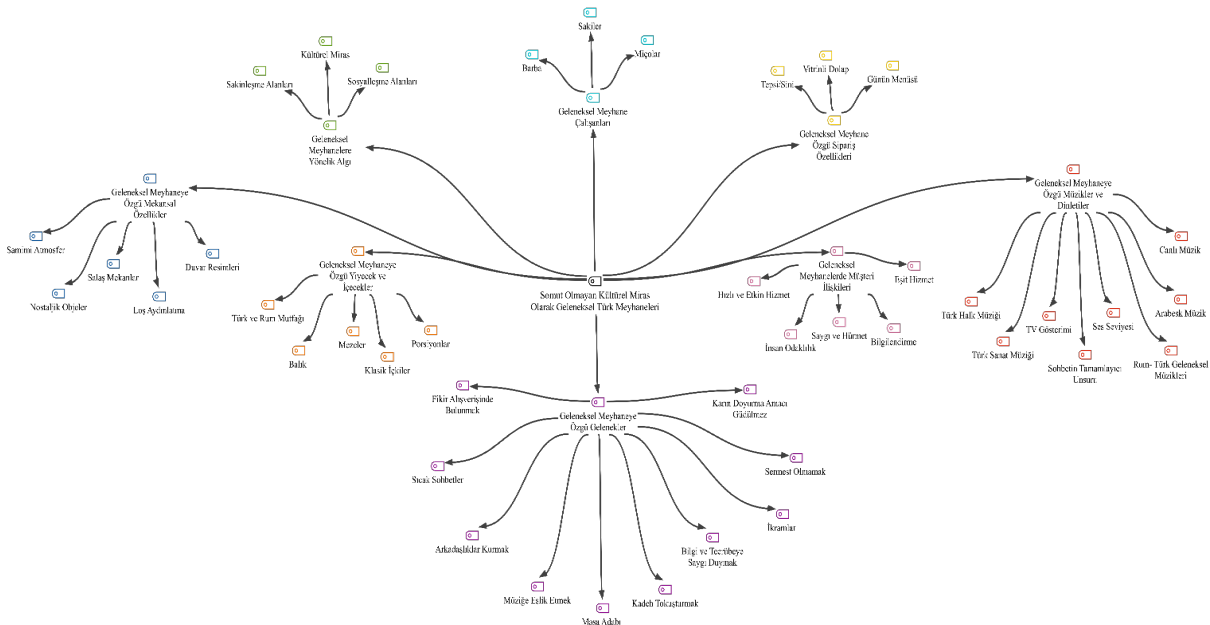 Sakiler
Barba
Miçolar
Geleneksel Meyhane
Çalışanları
Kültürel Miras
Sakinleşme Alanları
Sosyalleşme Alanları
Geleneksel
Meyhanelere
Yönelik Algı
Vitrinli Dolap
Tepsi/Sini
Günün Menüsü
Geleneksel Meyhane
Özgü Sipariş
Özellikleri
Geleneksel Meyhaneye
Özgü Mekansal
Özellikler
Samimi Atmosfer
Salaş Mekanlar
Duvar Resimleri
Nostaljik Objeler
Loş Aydınlatma
Geleneksel Meyhaneye
Özgü Yiyecek ve
İçecekler
Türk ve Rum Mutfağı
Balık
Mezeler
Klasik İçkiler
Porsiyonlar
Somut Olmayan Kültürel Miras
Olarak Geleneksel Türk Meyhaneleri
Geleneksel
Meyhanelerde Müşteri
İlişkileri
Hızlı ve Etkin Hizmet
Eşit Hizmet
İnsan Odaklılık
Saygı ve Hürmet
Bilgilendirme
Geleneksel Meyhaneye
Özgü Müzikler ve
Dinletiler
Canlı Müzik
Arabesk Müzik
Türk Halk Müziği
TV Gösterimi
Ses Seviyesi
Türk Sanat Müziği
Sohbetin Tamamlayıcı
Unsuru
Rum- Türk Geleneksel
Müzikleri
Fikir Alışverişinde
Bulunmak
Karın Doyurma Amacı
Güdülmez
Geleneksel Meyhaneye
Özgü Gelenekler
Sıcak Sohbetler
Sermest Olmamak
İkramlar
Arkadaşlıklar Kurmak
Bilgi ve Tecrübeye
Saygı Duymak
Müziğe Eşlik Etmek
Kadeh Tokuşturmak
Masa Adabı